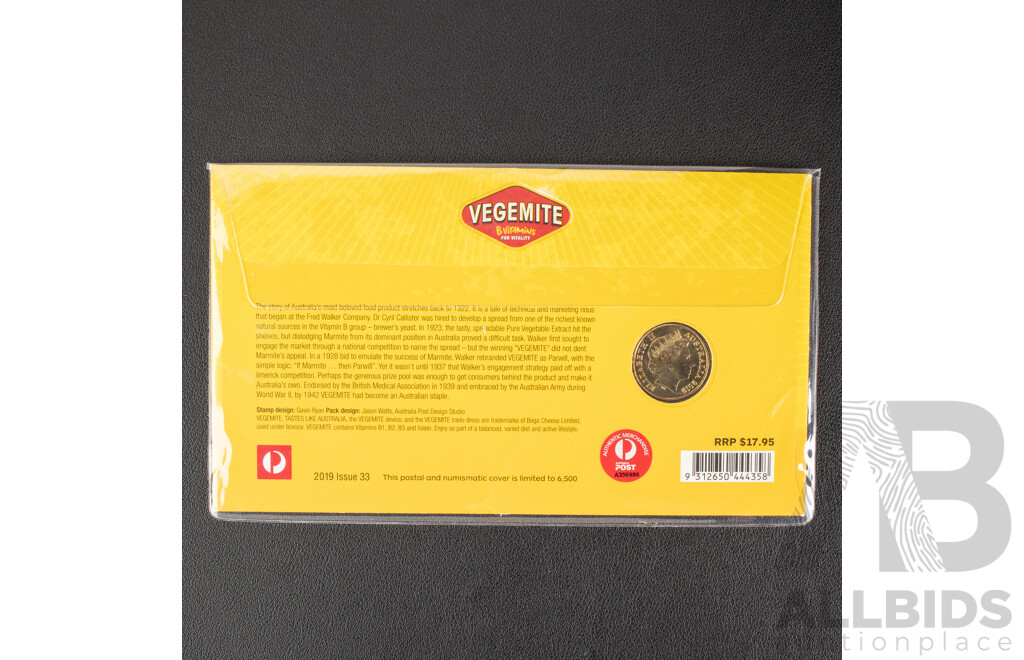 VEGEMITE
B Vitamins
FOR VITALITY
The story of Australia's most beloved food product stretches back to 1922. It is a tale of technical and marketing nous
that began at the Fred Walker Company. Dr Cyril Callister was hired to develop a spread from one of the richest known
natural sources in the Vitamin B group – brewer's yeast. In 1923, the tasty, spreadable Pure Vegetable Extract hit the
shelves, but dislodging Marmite from its dominant position in Australia proved a difficult task. Walker first sought to
engage the market through a national competition to name the spread – but the winning "VEGEMITE" did not dent
Marmite's appeal. In a 1928 bid to emulate the success of Marmite, Walker rebranded VEGEMITE as Parwill, with the
simple logic: "If Marmite . . . then Parwill". Yet it wasn't until 1937 that Walker's engagement strategy paid off with a
limerick competition. Perhaps the generous prize pool was enough to get consumers behind the product and make it
Australia's own. Endorsed by the British Medical Association in 1939 and embraced by the Australian Army during
World War II, by 1942 VEGEMITE had become an Australian staple.
Stamp design: Gavin Ryan Pack design: Jason Watts, Australia Post Design Studio
VEGEMITE, TASTES LIKE AUSTRALIA, the VEGEMITE device, and the VEGEMITE trade dress are trademarks of Bega Cheese Limited,
used under license. VEGEMITE contains Vitamins B1, B2, B3 and folate. Enjoy as part of a balanced, varied diet and active lifestyle.
2019 Issue 33
This postal and numismatic cover is limited to 6,500
ELIZABETH II AUSTRALIA 2019
AUTHENTIC MERCHANDISE
POST
RRP $17.95
9 312650 444358
AB
ALLBIDS
auctionplace